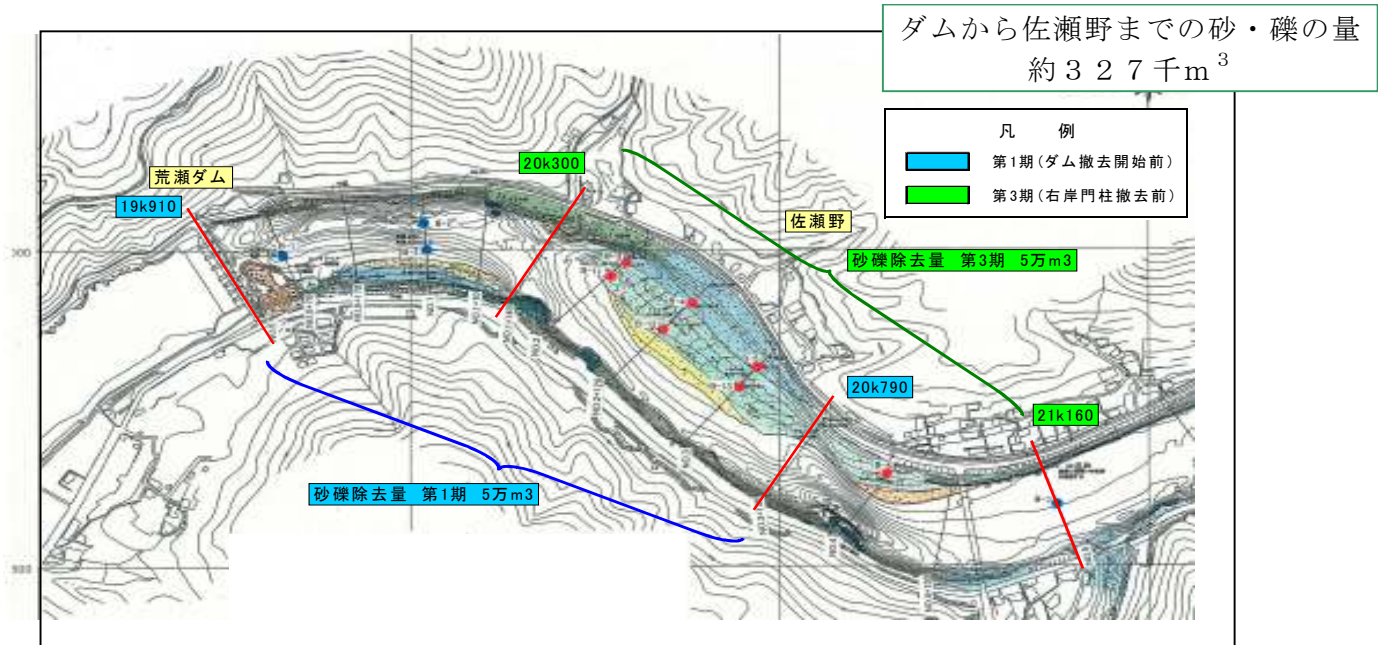 ダムから佐瀬野までの砂・礫の量
約３２７千m³
凡 例
第1期(ダム撤去開始前)
第3期(右岸門柱撤去前)
荒瀬ダム
19k910
20k300
佐瀬野
砂礫除去量 第3期 5万m3
20k790
21k160
砂礫除去量 第1期 5万m3